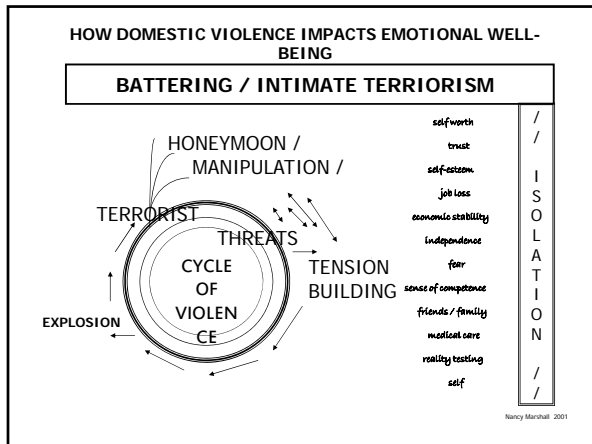 HOW DOMESTIC VIOLENCE IMPACTS EMOTIONAL WELL-
BEING
BATTERING / INTIMATE TERRIORISM
HONEYMOON /
MANIPULATION /
TERRORIST
THREATS
TENSION
BUILDING
CYCLE
OF
VIOLEN
CE
EXPLOSION
self worth
trust
self-esteem
job loss
economic stability
independence
fear
sense of competence
friends / family
medical care
reality testing
self
/
/
I
S
O
L
A
T
I
O
N
/
/
Nancy Marshall 2001